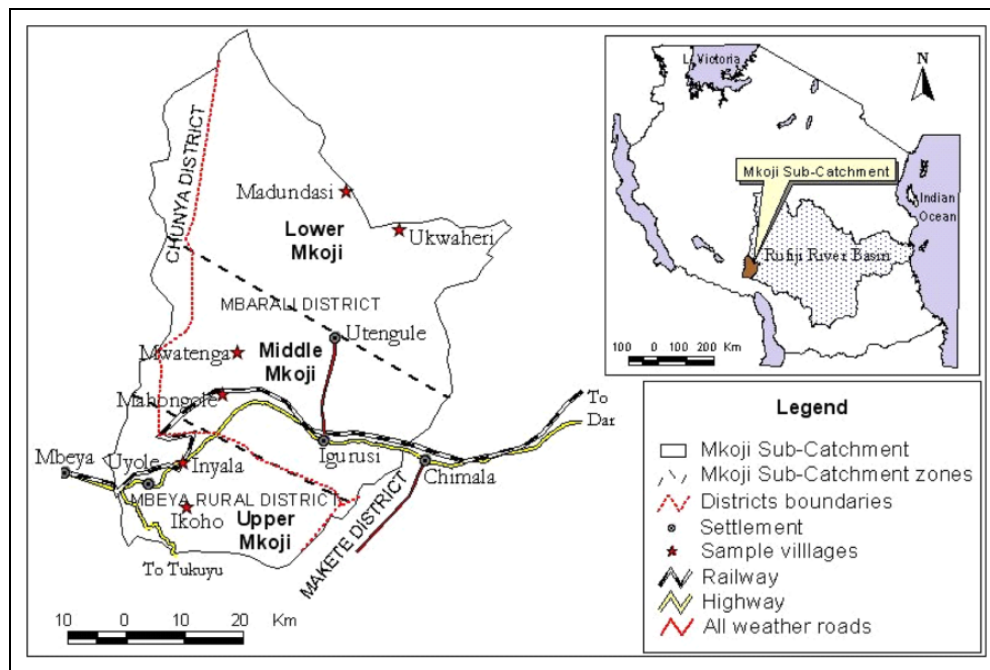 CHUNYA DISTRICT
Madundasi
Lower
Mkoji
Ukwaheri
MBARALI DISTRICT
Utengule
Mwatenga
Middle
Mkoji
Mahongole
To
Dar
Igurusi
Mbeya
Uyole
Inyala
Chimala
MBEYA RURAL DISTRICT
Ikoho
Upper
Mkoji
MAKETE DISTRICT
To Tukuyu
10 0 10 20 Km
L. Victoria
N
Mkoji Sub-Catchment
Indian
Ocean
Rufiji River Basin
100 0 100 200 Km
Legend
Mkoji Sub-Catchment
Mkoji Sub-Catchment zones
Districts boundaries
Settlement
Sample villlages
Railway
Highway
All weather roads